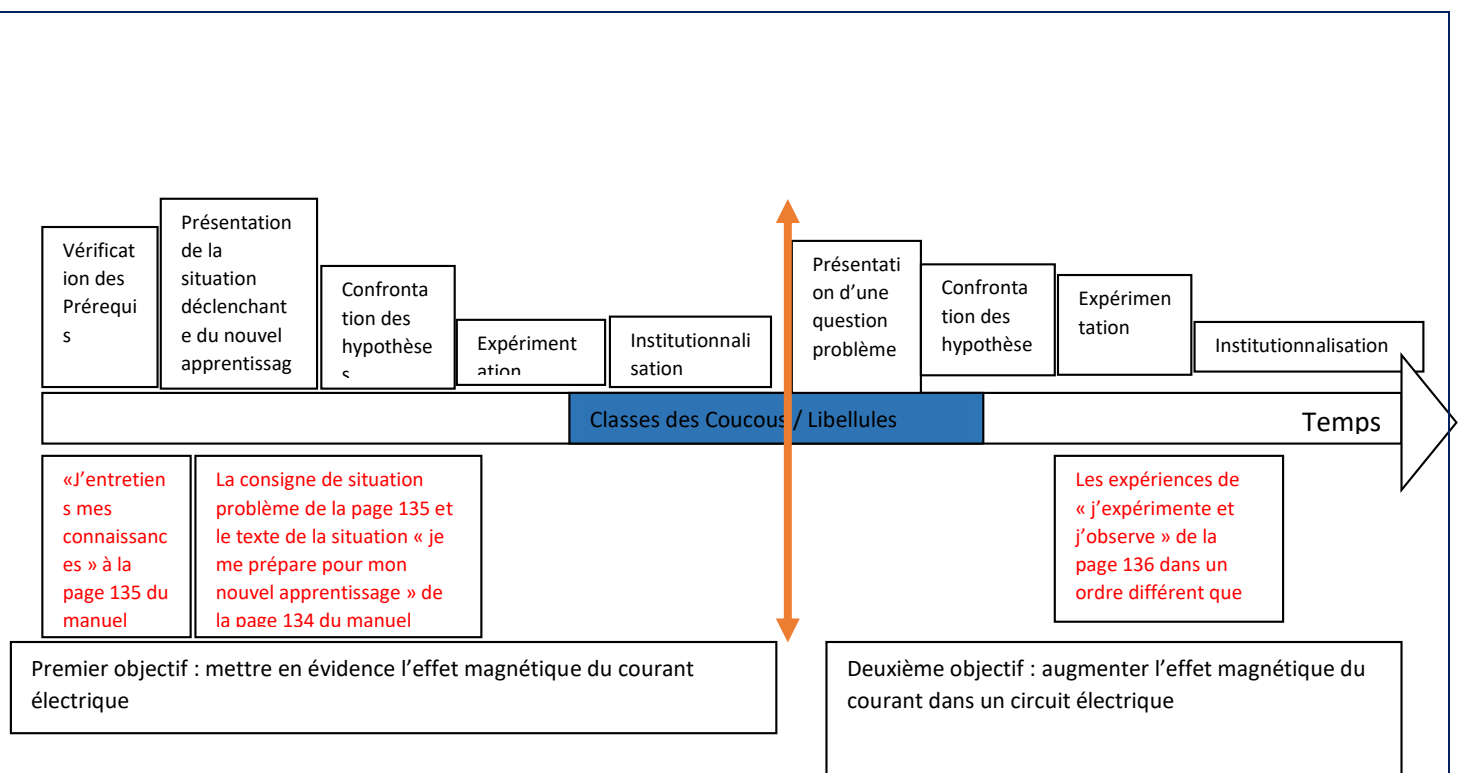 Vérificat
ion des
Prérequi
s
Présentation
de la
situation
déclenchant
e du nouvel
apprentissag
Confronta
tion des
hypothèse
s
Expériment
ation
Institutionnali
sation
Présentati
on d’une
question
problème
Confronta
tion des
hypothèse
Expérimen
tation
Institutionnalisation
Classes des Coucous / Libellules
Temps
«J’entretien
s mes
connaissanc
es » à la
page 135 du
manuel
La consigne de situation
problème de la page 135 et
le texte de la situation « je
me prépare pour mon
nouvel apprentissage » de
la page 134 du manuel
Les expériences de
« j’expérimente et
j’observe » de la
page 136 dans un
ordre différent que
Premier objectif : mettre en évidence l’effet magnétique du courant
électrique
Deuxième objectif : augmenter l’effet magnétique du
courant dans un circuit électrique